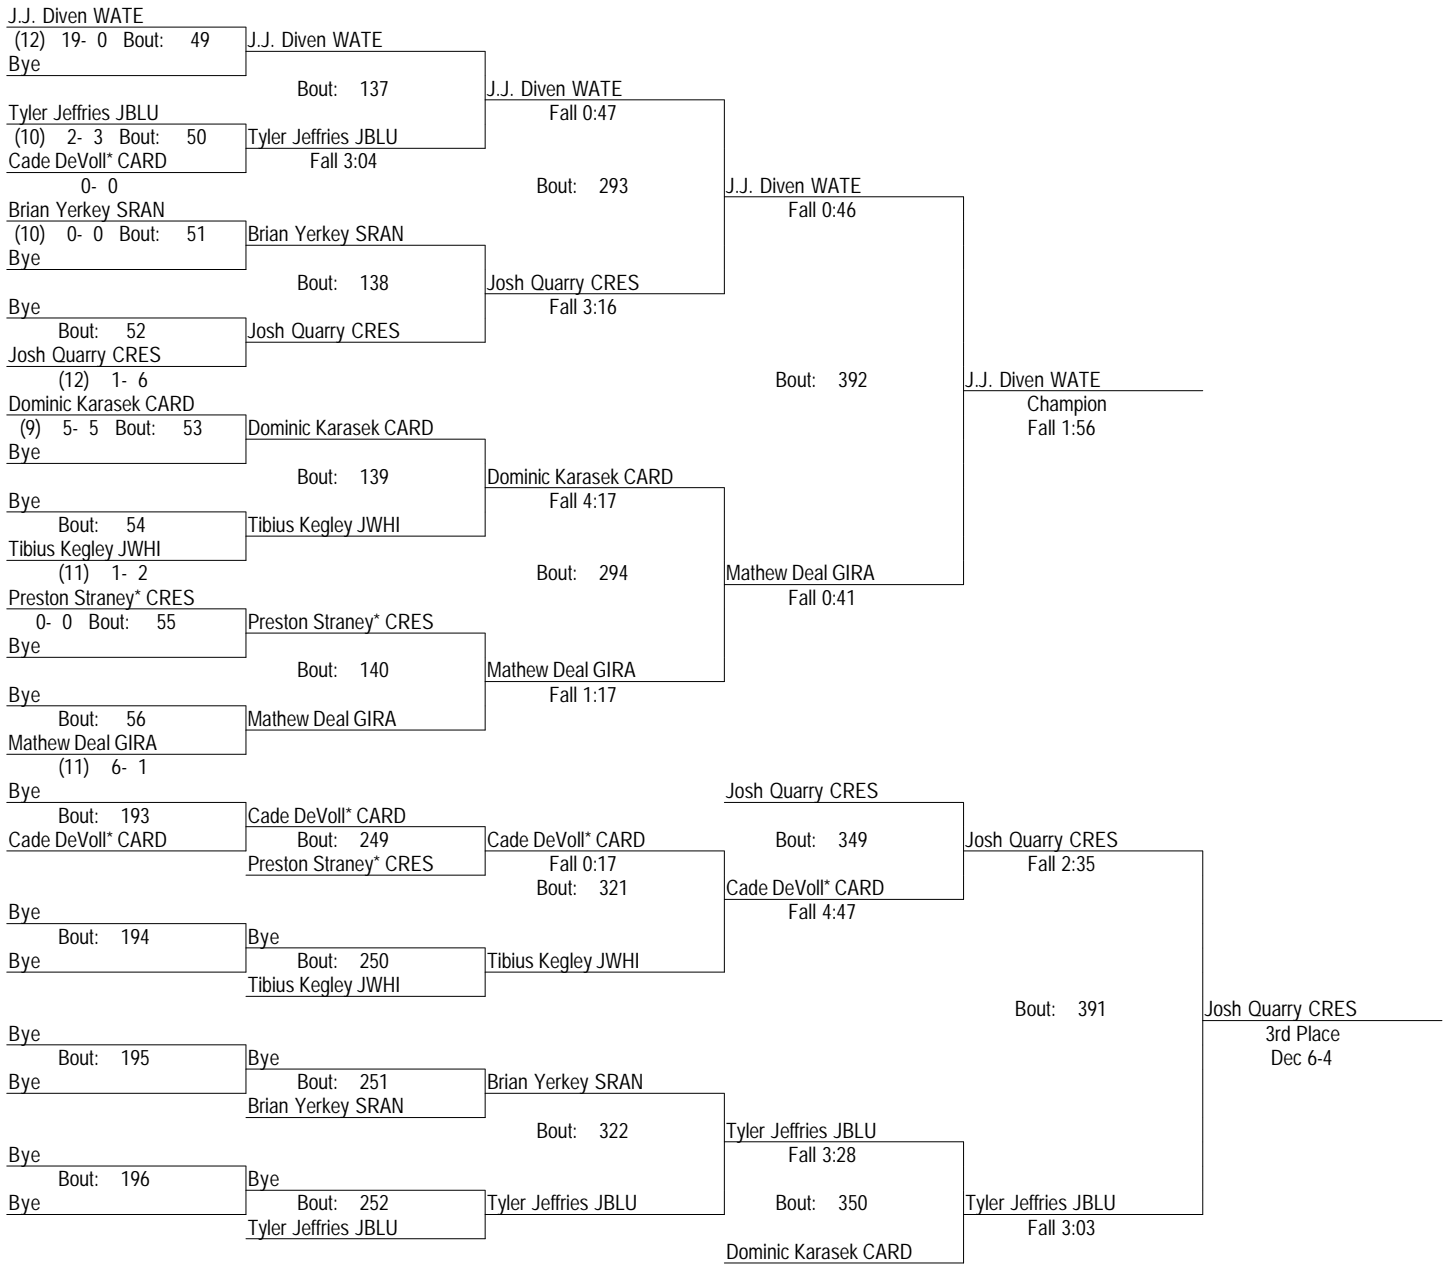 J.J. Diven WATE
(12) 19- 0 Bout: 49 J.J. Diven WATE
Bye
Bout: 137 J.J. Diven WATE
Tyler Jeffries JBLU Fall 0:47
(10) 2- 3 Bout: 50 Tyler Jeffries JBLU
Cade DeVoll* CARD Fall 3:04
0- 0 Bout: 293 J.J. Diven WATE
Brian Yerkey SRAN Fall 0:46
(10) 0- 0 Bout: 51 Brian Yerkey SRAN
Bye
Bout: 138 Josh Quarry CRES
Bye Fall 3:16
Bout: 52 Josh Quarry CRES
Josh Quarry CRES
(12) 1- 6 Bout: 392 J.J. Diven WATE
Dominic Karasek CARD Champion
(9) 5- 5 Bout: 53 Dominic Karasek CARD Fall 1:56
Bye
Bout: 139 Dominic Karasek CARD
Bye Fall 4:17
Bout: 54 Tibius Kegley JWHI
Tibius Kegley JWHI
(11) 1- 2 Bout: 294 Mathew Deal GIRA
Preston Straney* CRES Fall 0:41
0- 0 Bout: 55 Preston Straney* CRES
Bye
Bout: 140 Mathew Deal GIRA
Bye Fall 1:17
Bout: 56 Mathew Deal GIRA
Mathew Deal GIRA
(11) 6- 1
Bye Josh Quarry CRES
Bout: 193 Cade DeVoll* CARD
Cade DeVoll* CARD Bout: 249 Cade DeVoll* CARD Bout: 349 Josh Quarry CRES
Preston Straney* CRES Fall 0:17 Fall 2:35
Bout: 321 Cade DeVoll* CARD
Bye Fall 4:47
Bout: 194 Bye
Bye Bout: 250 Tibius Kegley JWHI
Tibius Kegley JWHI
Bout: 391 Josh Quarry CRES
Bye 3rd Place
Bout: 195 Bye Dec 6-4
Bye Bout: 251 Brian Yerkey SRAN
Brian Yerkey SRAN
Bout: 322 Tyler Jeffries JBLU
Bye Fall 3:28
Bout: 196 Bye
Bye Bout: 252 Tyler Jeffries JBLU Bout: 350 Tyler Jeffries JBLU
Tyler Jeffries JBLU Fall 3:03
Dominic Karasek CARD